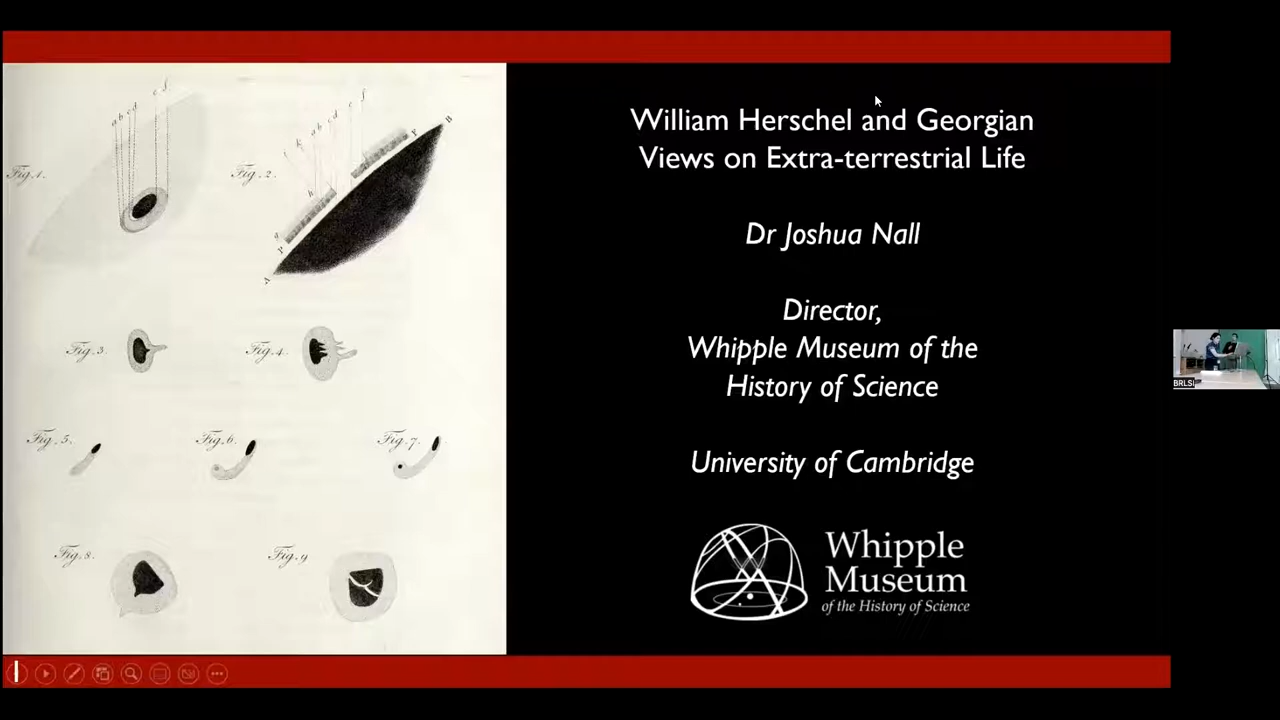 William Herschel and Georgian
Views on Extra-terrestrial Life
Dr Joshua Nall
Director,
Whipple Museum of the
History of Science
University of Cambridge
Whipple
Museum
of the History of Science
Fig. 1.
a b c d e f
Fig. 2.
g h i k a b c d e f
A P P B
Fig. 3.
Fig. 4.
Fig. 5.
Fig. 6.
Fig. 7.
Fig. 8.
Fig. 9
BRLSI